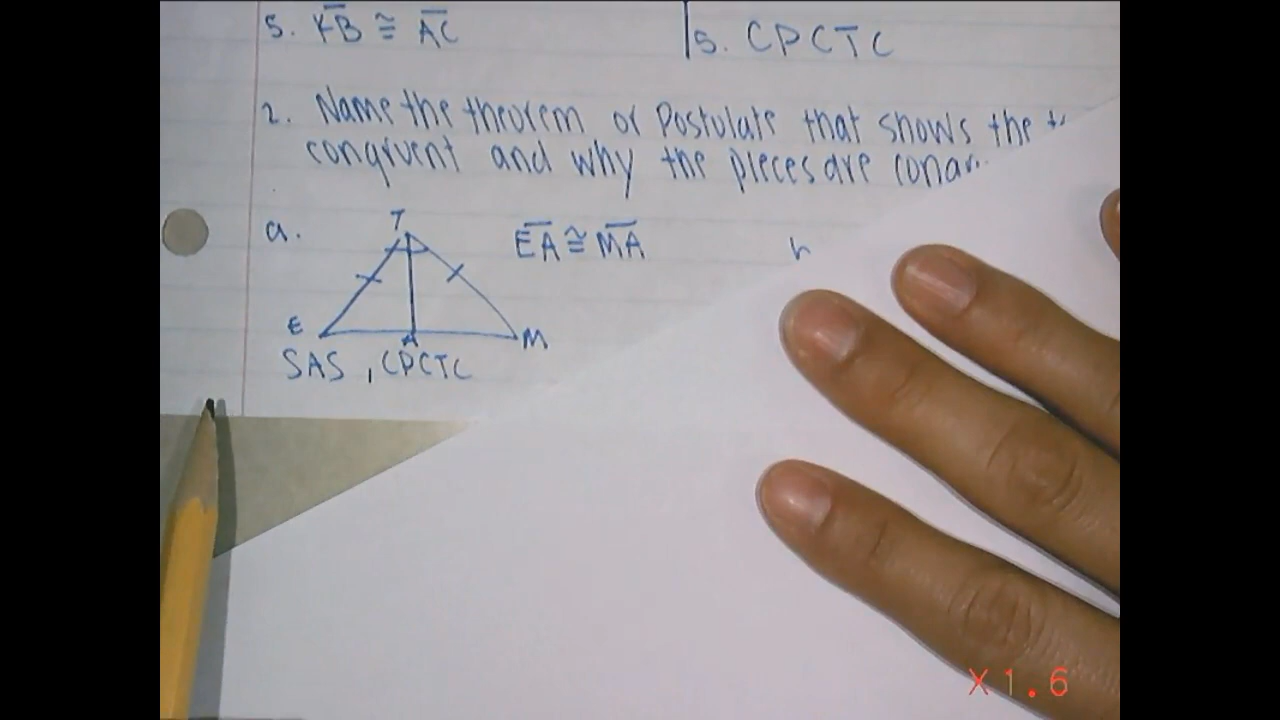 5. KB ≅ AC
5. CPCTC
2. Name the theorem or Postulate that shows the
congruent and why the pieces are
a.
T
E
A
M
EA ≅ MA
SAS, CPCTC
X1.6